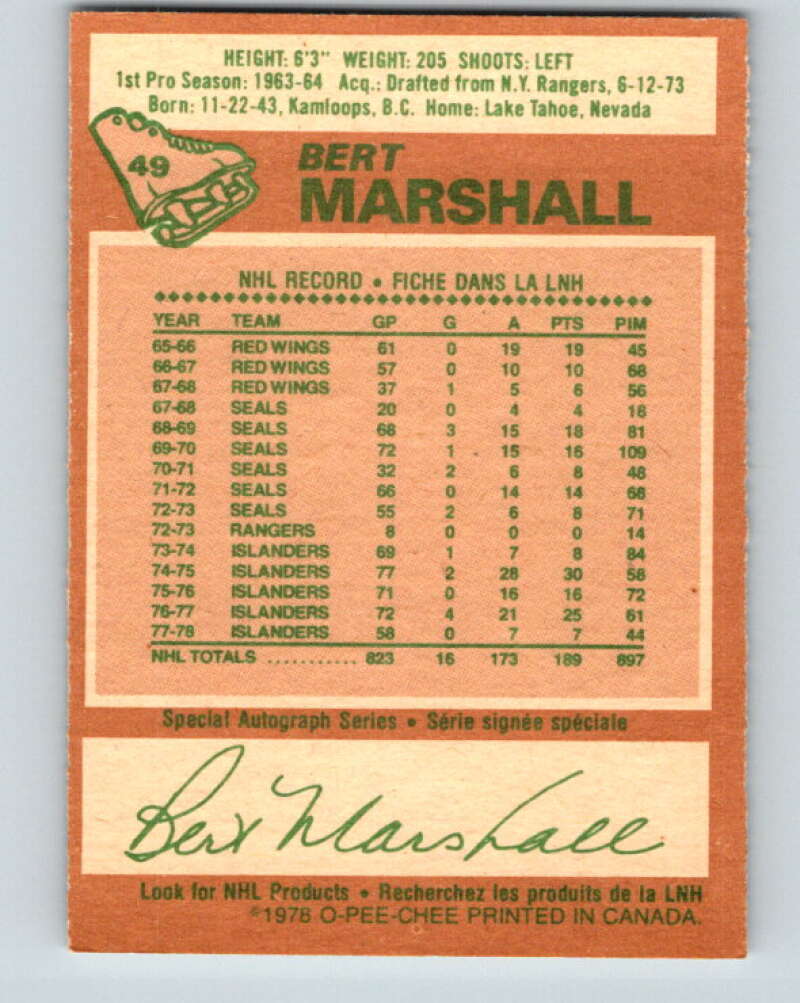 HEIGHT: 6'3" WEIGHT: 205 SHOOTS: LEFT
1st Pro Season: 1963-64 Acq.: Drafted from N.Y. Rangers, 6-12-73
Born: 11-22-43, Kamloops, B.C. Home: Lake Tahoe, Nevada
49
BERT
MARSHALL
NHL RECORD • FICHE DANS LA LNH
YEAR TEAM GP G A PTS PIM
65-66 RED WINGS 61 0 19 19 45
66-67 RED WINGS 57 0 10 10 68
67-68 RED WINGS 37 1 5 6 56
67-68 SEALS 20 0 4 4 18
68-69 SEALS 68 3 15 18 81
69-70 SEALS 72 1 15 16 109
70-71 SEALS 32 2 6 8 48
71-72 SEALS 66 0 14 14 68
72-73 SEALS 55 2 6 8 71
72-73 RANGERS 8 0 0 0 14
73-74 ISLANDERS 69 1 7 8 84
74-75 ISLANDERS 77 2 28 30 58
75-76 ISLANDERS 71 0 16 16 72
76-77 ISLANDERS 72 4 21 25 61
77-78 ISLANDERS 58 0 7 7 44
NHL TOTALS ........... 823 16 173 189 897
Special Autograph Series • Série signée spéciale
Bert Marshall
Look for NHL Products • Recherchez les produits de la LNH
©1978 O-PEE-CHEE PRINTED IN CANADA.